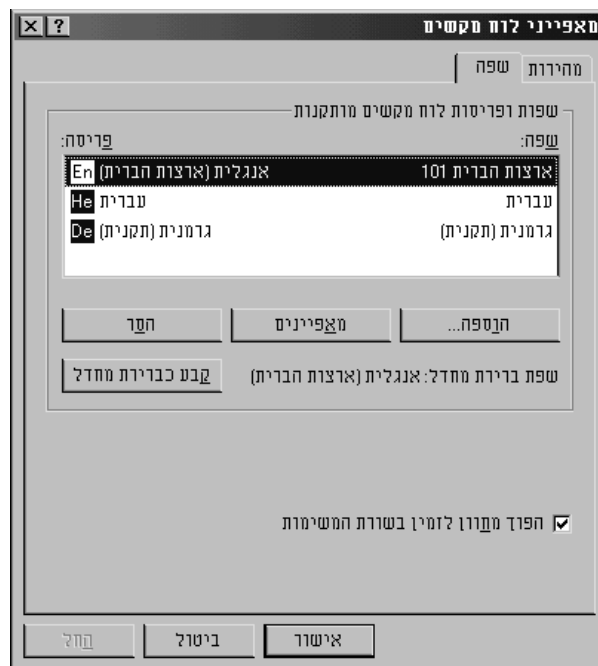 מאפייני לוח מקשים
מהירות שפה
שפות ופריסות לוח מקשים מותקנות
שפה: פריסה:
ארצות הברית 101 אנגלית (ארצות הברית) En
עברית עברית He
גרמנית (תקנית) גרמנית (תקנית) De
הוספה... מאפיינים הסר
שפת ברירת מחדל: אנגלית (ארצות הברית) קבע כברירת מחדל
הפוך מחוון לזמין בשורת המשימות
אישור ביטול החל